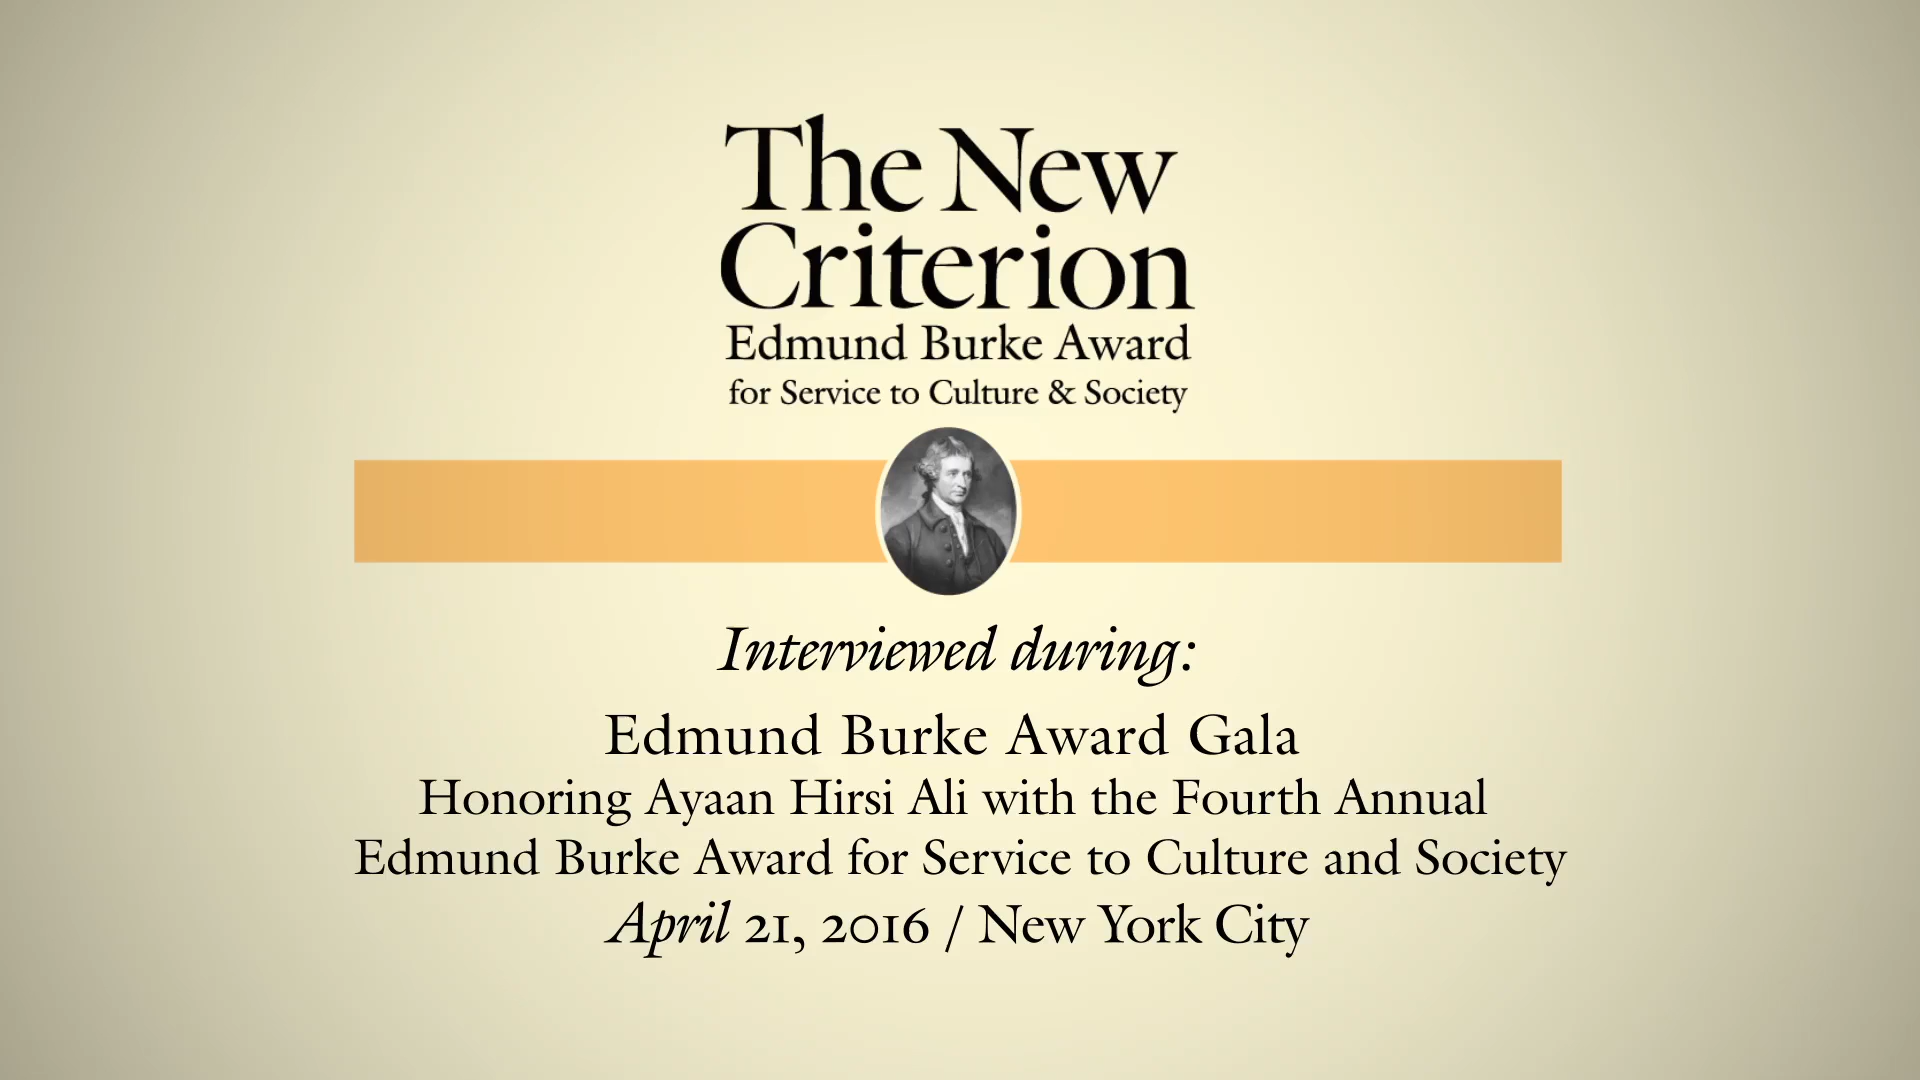 The New
Criterion
Edmund Burke Award
for Service to Culture & Society
Interviewed during:
Edmund Burke Award Gala
Honoring Ayaan Hirsi Ali with the Fourth Annual
Edmund Burke Award for Service to Culture and Society
April 21, 2016 / New York City